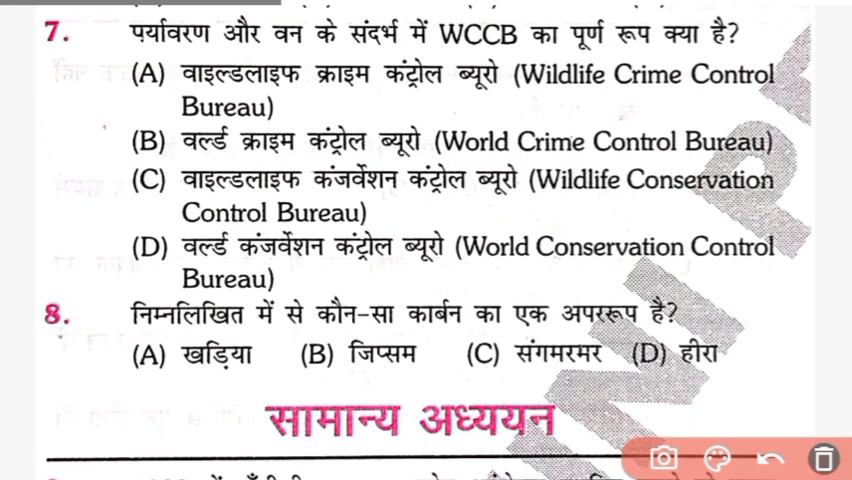 7. पर्यावरण और वन के संदर्भ में WCCB का पूर्ण रूप क्या है?
(A) वाइल्डलाइफ क्राइम कंट्रोल ब्यूरो (Wildlife Crime Control
Bureau)
(B) वर्ल्ड क्राइम कंट्रोल ब्यूरो (World Crime Control Bureau)
(C) वाइल्डलाइफ कंजर्वेशन कंट्रोल ब्यूरो (Wildlife Conservation
Control Bureau)
(D) वर्ल्ड कंजर्वेशन कंट्रोल ब्यूरो (World Conservation Control
Bureau)
8. निम्नलिखित में से कौन-सा कार्बन का एक अपररूप है?
(A) खड़िया (B) जिप्सम (C) संगमरमर (D) हीरा
सामान्य अध्ययन